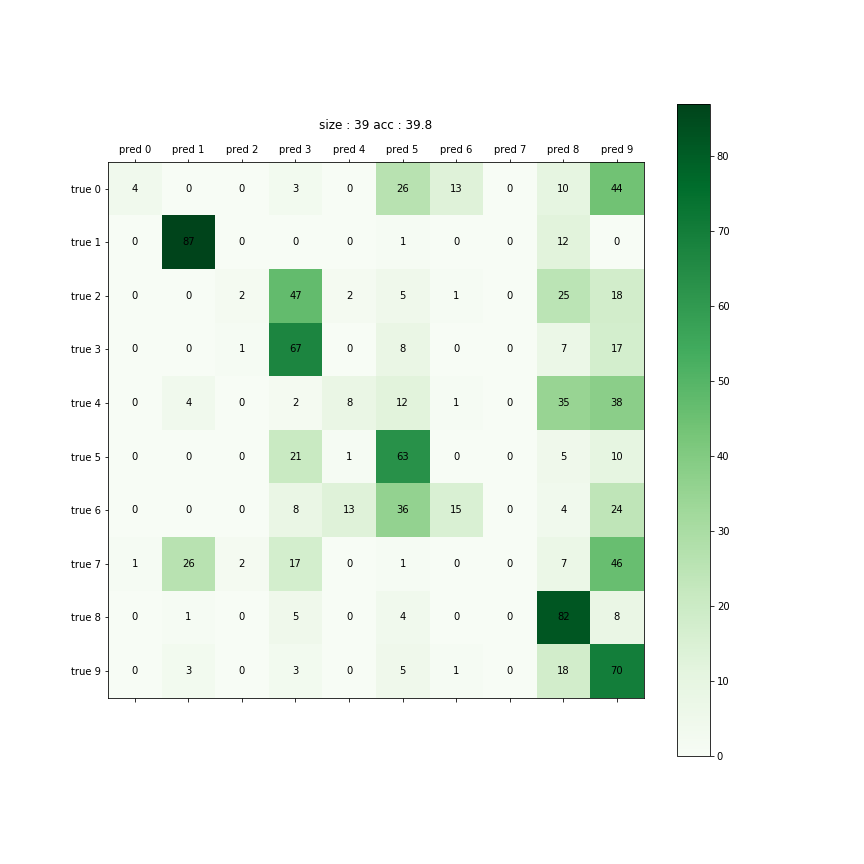 size : 39 acc : 39.8
pred 0 pred 1 pred 2 pred 3 pred 4 pred 5 pred 6 pred 7 pred 8 pred 9
true 0 4 0 0 3 0 26 13 0 10 44
true 1 0 87 0 0 0 1 0 0 12 0
true 2 0 0 2 47 2 5 1 0 25 18
true 3 0 0 1 67 0 8 0 0 7 17
true 4 0 4 0 2 8 12 1 0 35 38
true 5 0 0 0 21 1 63 0 0 5 10
true 6 0 0 0 8 13 36 15 0 4 24
true 7 1 26 2 17 0 1 0 0 7 46
true 8 0 1 5 0 4 0 0 82 8
true 9 0 3 0 3 0 5 1 0 18 70
80
70
60
50
40
30
20
10
0